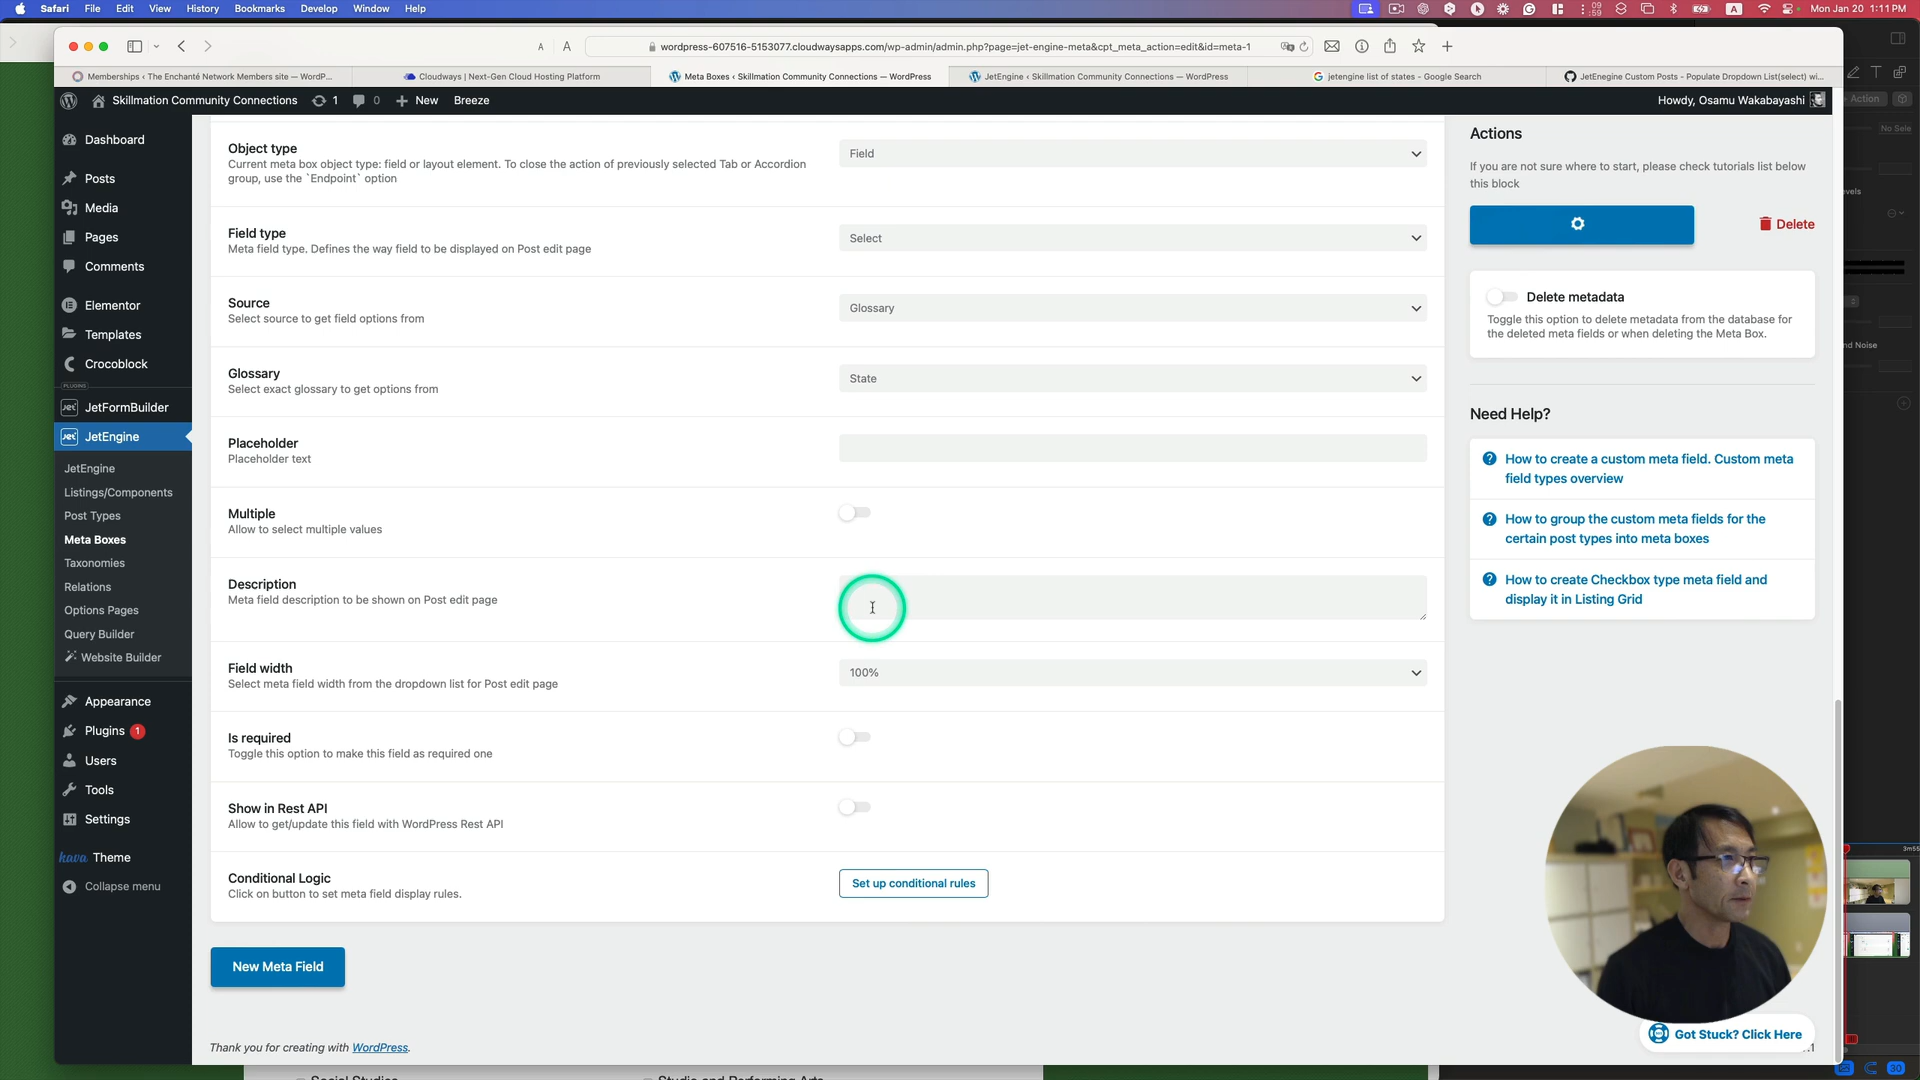 Safari File Edit View History Bookmarks Develop Window Help
Mon Jan 20 1:11 PM
wordpress-607516-5153077.cloudwaysapps.com/wp-admin/admin.php?page=jet-engine-meta&cpt_meta_action=edit&id=meta-1
Memberships ‹ The Enchanté Network Members site — WordP...
Cloudways | Next-Gen Cloud Hosting Platform
Meta Boxes ‹ Skillmation Community Connections — WordPress
JetEngine ‹ Skillmation Community Connections — WordPress
jetengine list of states - Google Search
JetEnegine Custom Posts - Populate Dropdown List(select) wi...
Skillmation Community Connections 1 0 New Breeze
Howdy, Osamu Wakabayashi
Dashboard
Posts
Media
Pages
Comments
Elementor
Templates
Crocoblock
PLUGINS
JetFormBuilder
JetEngine
JetEngine
Listings/Components
Post Types
Meta Boxes
Taxonomies
Relations
Options Pages
Query Builder
Website Builder
Appearance
Plugins 1
Users
Tools
Settings
kava Theme
Collapse menu
Object type
Current meta box object type: field or layout element. To close the action of previously selected Tab or Accordion
group, use the `Endpoint` option
Field
Field type
Meta field type. Defines the way field to be displayed on Post edit page
Select
Source
Select source to get field options from
Glossary
Glossary
Select exact glossary to get options from
State
Placeholder
Placeholder text
Multiple
Allow to select multiple values
Description
Meta field description to be shown on Post edit page
Field width
Select meta field width from the dropdown list for Post edit page
100%
Is required
Toggle this option to make this field as required one
Show in Rest API
Allow to get/update this field with WordPress Rest API
Conditional Logic
Click on button to set meta field display rules.
Set up conditional rules
New Meta Field
Thank you for creating with WordPress.
Actions
If you are not sure where to start, please check tutorials list below
this block
Delete
Delete metadata
Toggle this option to delete metadata from the database for
the deleted meta fields or when deleting the Meta Box.
Need Help?
How to create a custom meta field. Custom meta
field types overview
How to group the custom meta fields for the
certain post types into meta boxes
How to create Checkbox type meta field and
display it in Listing Grid
Got Stuck? Click Here
Action
No Sele
evels
nd Noise
3m55
30